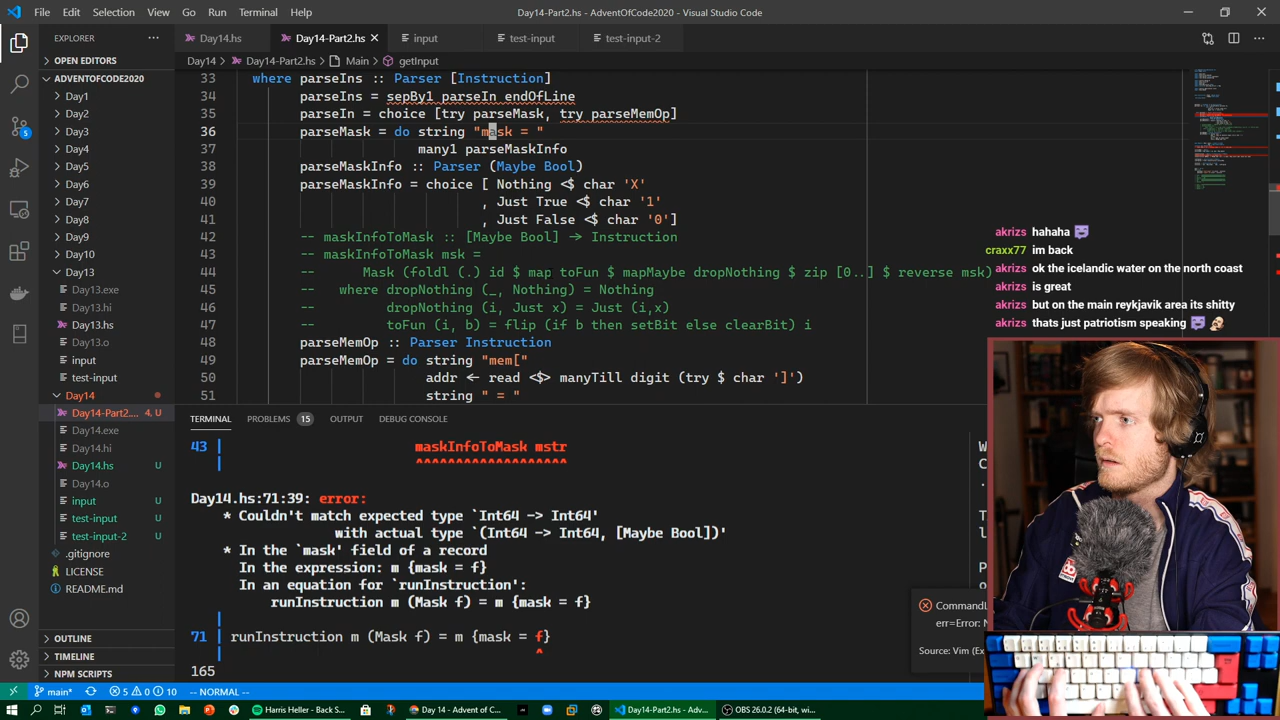 File Edit Selection View Go Run Terminal Help
Day14-Part2.hs - AdventOfCode2020 - Visual Studio Code
EXPLORER
OPEN EDITORS
ADVENTOFCODE2020
Day1
Day2
Day3
Day4
Day5
Day6
Day7
Day8
Day9
Day10
Day13
Day13.exe
Day13.hi
Day13.hs
Day13.o
input
test-input
Day14
Day14-Part2.... 4, U
Day14.exe
Day14.hi
Day14.hs U
Day14.o
input U
test-input U
test-input-2 U
.gitignore
LICENSE
README.md
OUTLINE
TIMELINE
NPM SCRIPTS
5
Day14.hs Day14-Part2.hs input test-input test-input-2
Day14 > Day14-Part2.hs > Main > getInput
33 where parseIns :: Parser [Instruction]
34 parseIns = sepBy1 parseIn endOfLine
35 parseIn = choice [try parseMask, try parseMemOp]
36 parseMask = do string "mask = "
37 many1 parseMaskInfo
38 parseMaskInfo :: Parser (Maybe Bool)
39 parseMaskInfo = choice [ Nothing <$ char 'X'
40 , Just True <$ char '1'
41 , Just False <$ char '0']
42 -- maskInfoToMask :: [Maybe Bool] → Instruction
43 -- maskInfoToMask msk =
44 -- Mask (foldl (.) id $ map toFun $ mapMaybe dropNothing $ zip [0..] $ reverse msk)
45 -- where dropNothing (_, Nothing) = Nothing
46 -- dropNothing (i, Just x) = Just (i,x)
47 -- toFun (i, b) = flip (if b then setBit else clearBit) i
48 parseMemOp :: Parser Instruction
49 parseMemOp = do string "mem["
50 addr ← read <$> manyTill digit (try $ char ']')
51 string " = "
akrizs hahaha
craxx77 im back
akrizs ok the icelandic water on the north coast
akrizs is great
akrizs but on the main reykjavik area its shitty
akrizs thats just patriotism speaking
TERMINAL PROBLEMS 15 OUTPUT DEBUG CONSOLE
43 | maskInfoToMask mstr
| ^^^^^^^^^^^^^^^^^^^
Day14.hs:71:39: error:
* Couldn't match expected type `Int64 -> Int64'
with actual type `(Int64 -> Int64, [Maybe Bool])'
* In the `mask' field of a record
In the expression: m {mask = f}
In an equation for `runInstruction':
runInstruction m (Mask f) = m {mask = f}
|
71 | runInstruction m (Mask f) = m {mask = f}
| ^
165
CommandL
err=Error: N
Source: Vim (Ex
main* 5 0 10 -- NORMAL --
Harris Heller - Back S... Day 14 - Advent of C... Day14-Part2.hs - Adv... OBS 26.0.2 (64-bit, wi...